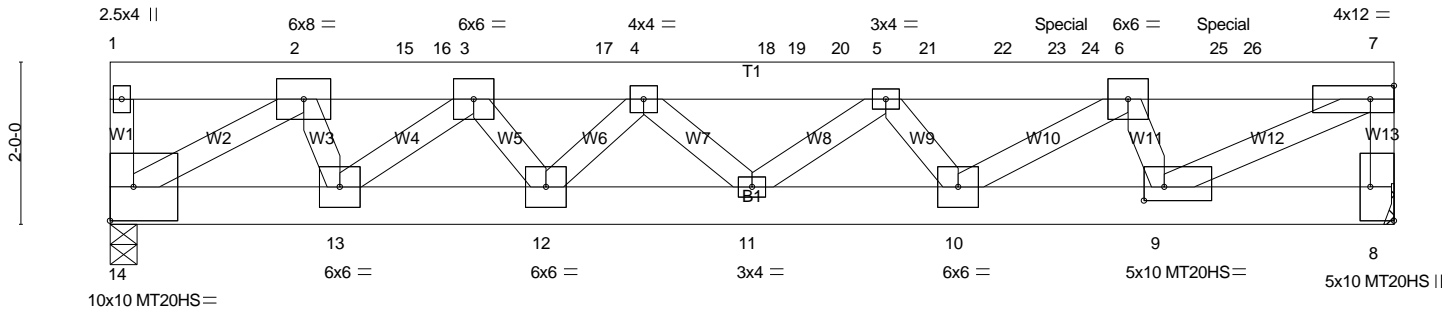 2.5x4 ||
6x8 =
6x6 =
4x4 =
3x4 =
Special
6x6 =
Special
4x12 =
1
2
15
16
3
17
4
18
19
20
5
21
22
23
24
6
25
26
7
T1
2-0-0
W1
W2
W3
W4
W5
W6
W7
W8
W9
W10
W11
W12
W13
B1
14
13
12
11
10
9
8
10x10 MT20HS=
6x6 =
6x6 =
3x4 =
6x6 =
5x10 MT20HS=
5x10 MT20HS ||